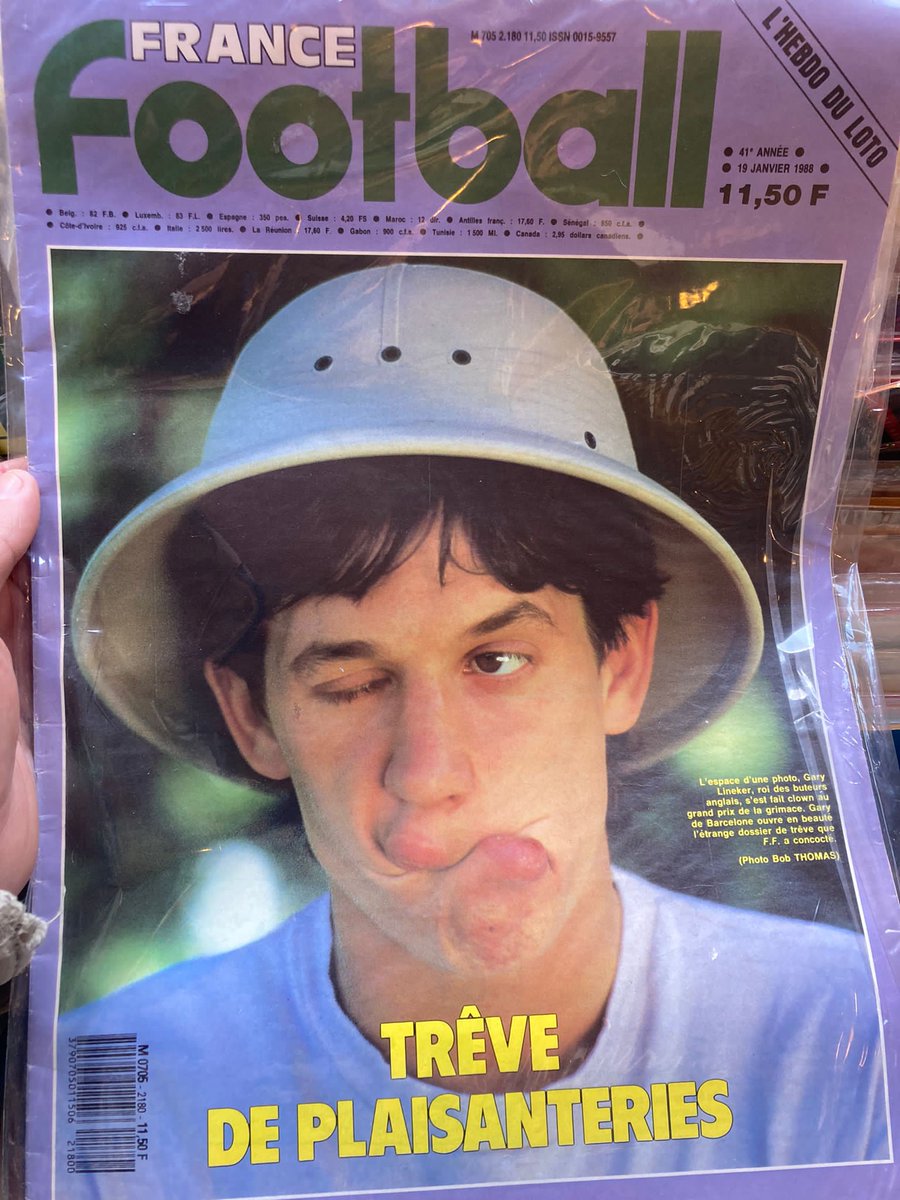 FRANCE
Football
M 705 2.180 11,50 ISSN 0015-9557
L'HEBDO DU LOTO
● 41e ANNÉE ●
● 19 JANVIER 1988 ●
11,50 F
● Belg. : 82 F.B. ● Luxemb. : 83 F.L. ● Espagne : 350 pes. ● Suisse : 4,20 FS ● Maroc : 12 dir. ● Antilles franç. : 17,60 F. ● Sénégal : 850 c.f.a. ●
● Côte-d'Ivoire : 925 c.f.a. ● Italie : 2 500 lires. ● La Réunion : 17,60 F. ● Gabon : 900 c.f.a. ● Tunisie : 1 500 Ml. ● Canada : 2,95 dollars canadiens. ●
L'espace d'une photo, Gary
Lineker, roi des buteurs
anglais, s'est fait clown au
grand prix de la grimace. Gary
de Barcelone ouvre en beauté
l'étrange dossier de trêve que
F.F. a concocté.
(Photo Bob THOMAS)
TRÊVE
DE PLAISANTERIES
M 0705 - 2180 - 11,50 F
3790705011506 21800